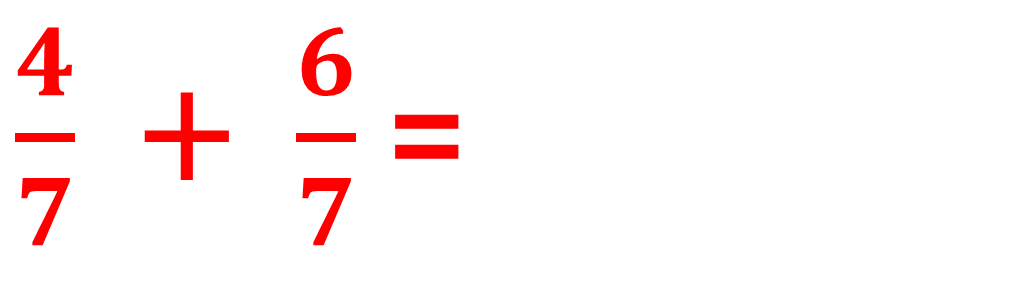 4/7 + 6/7 =